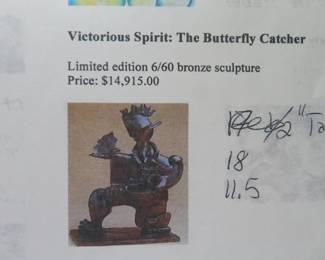 Victorious Spirit: The Butterfly Catcher
Limited edition 6/60 bronze sculpture
Price: $14,915.00
18
11.5